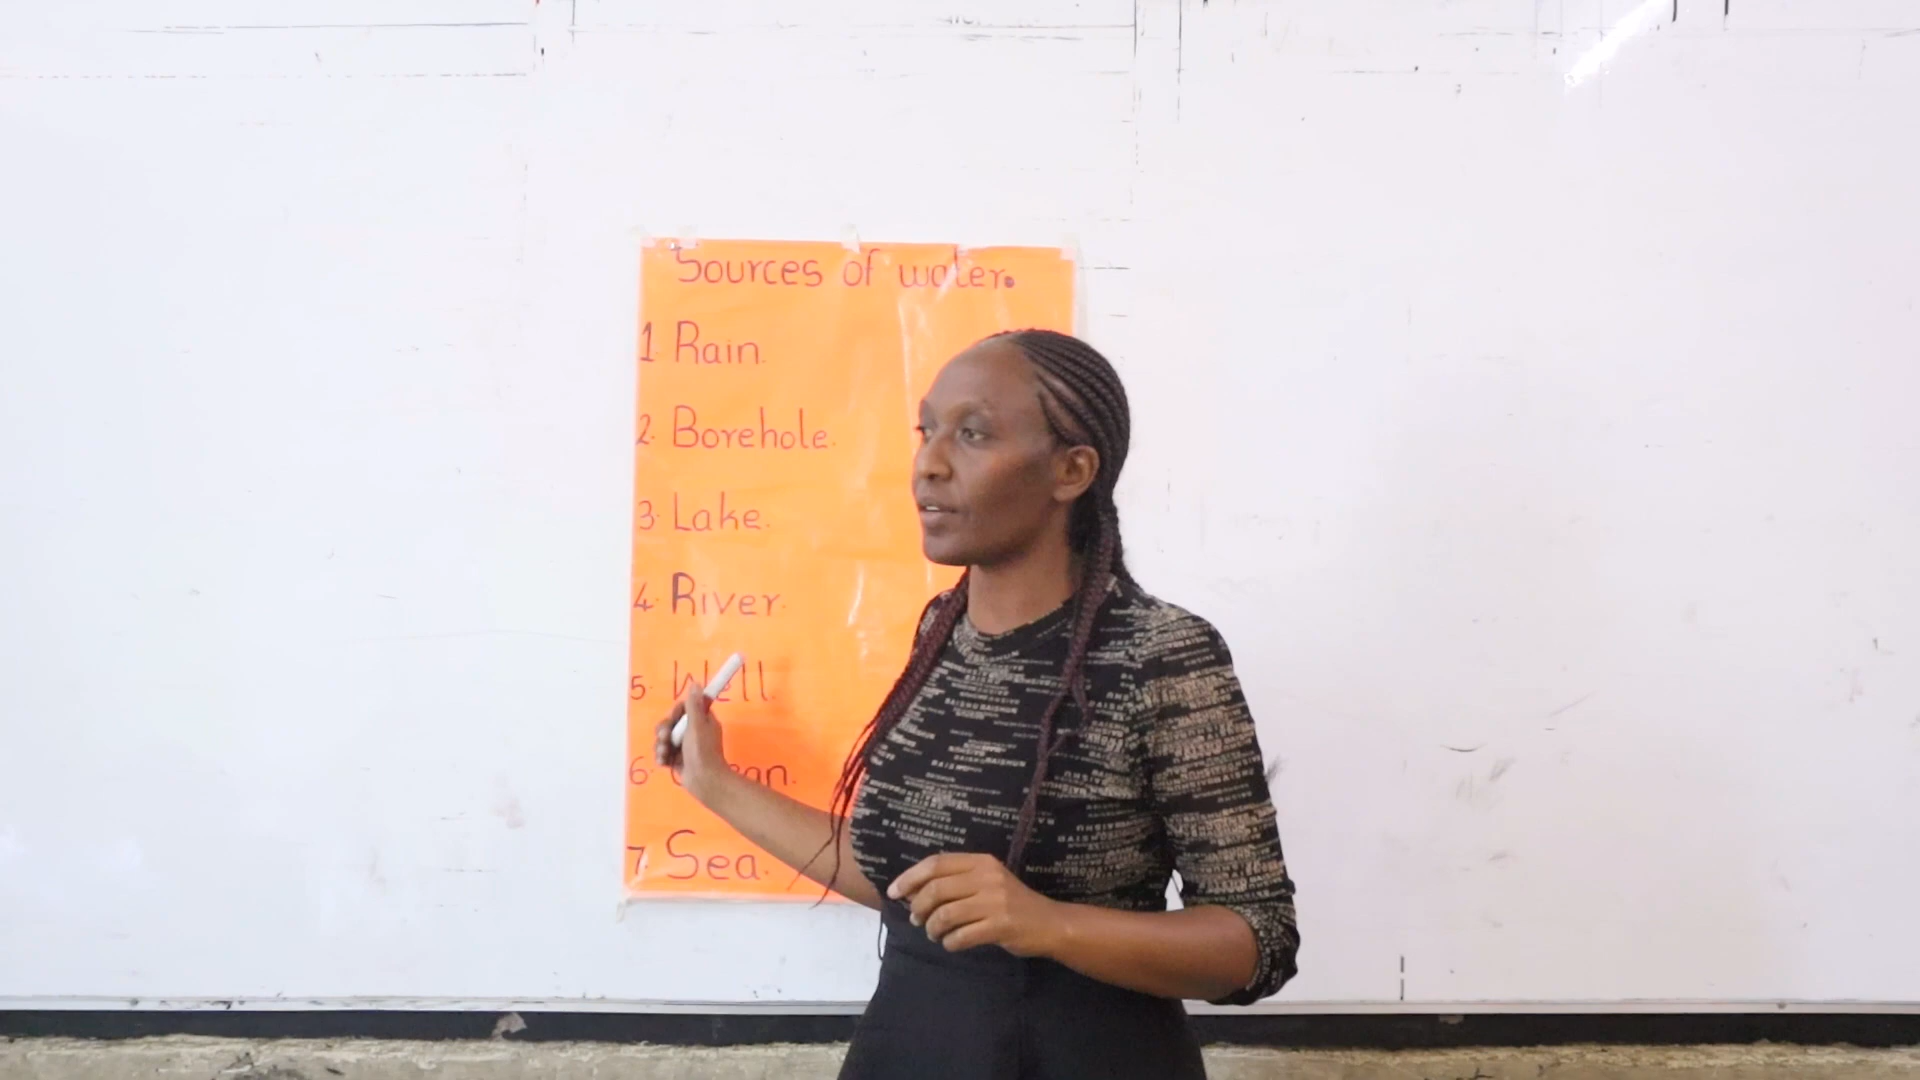 Sources of water.
1. Rain.
2. Borehole.
3. Lake.
4. River.
5. Well.
6.
7. Sea.